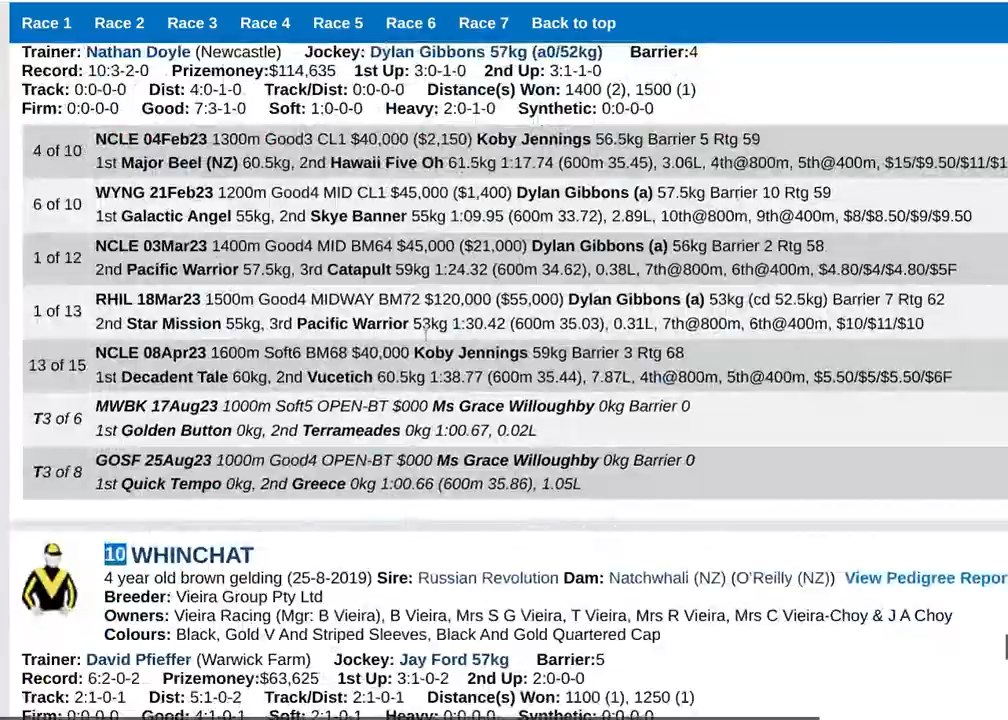 Race 1 Race 2 Race 3 Race 4 Race 5 Race 6 Race 7 Back to top
Trainer: Nathan Doyle (Newcastle) Jockey: Dylan Gibbons 57kg (a0/52kg) Barrier:4
Record: 10:3-2-0 Prizemoney:$114,635 1st Up: 3:0-1-0 2nd Up: 3:1-1-0
Track: 0:0-0-0 Dist: 4:0-1-0 Track/Dist: 0:0-0-0 Distance(s) Won: 1400 (2), 1500 (1)
Firm: 0:0-0-0 Good: 7:3-1-0 Soft: 1:0-0-0 Heavy: 2:0-1-0 Synthetic: 0:0-0-0
4 of 10 NCLE 04Feb23 1300m Good3 CL1 $40,000 ($2,150) Koby Jennings 56.5kg Barrier 5 Rtg 59
1st Major Beel (NZ) 60.5kg, 2nd Hawaii Five Oh 61.5kg 1:17.74 (600m 35.45), 3.06L, 4th@800m, 5th@400m, $15/$9.50/$11/$1
6 of 10 WYNG 21Feb23 1200m Good4 MID CL1 $45,000 ($1,400) Dylan Gibbons (a) 57.5kg Barrier 10 Rtg 59
1st Galactic Angel 55kg, 2nd Skye Banner 55kg 1:09.95 (600m 33.72), 2.89L, 10th@800m, 9th@400m, $8/$8.50/$9/$9.50
1 of 12 NCLE 03Mar23 1400m Good4 MID BM64 $45,000 ($21,000) Dylan Gibbons (a) 56kg Barrier 2 Rtg 58
2nd Pacific Warrior 57.5kg, 3rd Catapult 59kg 1:24.32 (600m 34.62), 0.38L, 7th@800m, 6th@400m, $4.80/$4/$4.80/$5F
1 of 13 RHIL 18Mar23 1500m Good4 MIDWAY BM72 $120,000 ($55,000) Dylan Gibbons (a) 53kg (cd 52.5kg) Barrier 7 Rtg 62
2nd Star Mission 55kg, 3rd Pacific Warrior 53kg 1:30.42 (600m 35.03), 0.31L, 7th@800m, 6th@400m, $10/$11/$10
13 of 15 NCLE 08Apr23 1600m Soft6 BM68 $40,000 Koby Jennings 59kg Barrier 3 Rtg 68
1st Decadent Tale 60kg, 2nd Vucetich 60.5kg 1:38.77 (600m 35.44), 7.87L, 4th@800m, 5th@400m, $5.50/$5/$5.50/$6F
T3 of 6 MWBK 17Aug23 1000m Soft5 OPEN-BT $000 Ms Grace Willoughby 0kg Barrier 0
1st Golden Button 0kg, 2nd Terrameades 0kg 1:00.67, 0.02L
T3 of 8 GOSF 25Aug23 1000m Good4 OPEN-BT $000 Ms Grace Willoughby 0kg Barrier 0
1st Quick Tempo 0kg, 2nd Greece 0kg 1:00.66 (600m 35.86), 1.05L
10 WHINCHAT
4 year old brown gelding (25-8-2019) Sire: Russian Revolution Dam: Natchwhali (NZ) (O'Reilly (NZ)) View Pedigree Repor
Breeder: Vieira Group Pty Ltd
Owners: Vieira Racing (Mgr: B Vieira), B Vieira, Mrs S G Vieira, T Vieira, Mrs R Vieira, Mrs C Vieira-Choy & J A Choy
Colours: Black, Gold V And Striped Sleeves, Black And Gold Quartered Cap
Trainer: David Pfieffer (Warwick Farm) Jockey: Jay Ford 57kg Barrier:5
Record: 6:2-0-2 Prizemoney:$63,625 1st Up: 3:1-0-2 2nd Up: 2:0-0-0
Track: 2:1-0-1 Dist: 5:1-0-2 Track/Dist: 2:1-0-1 Distance(s) Won: 1100 (1), 1250 (1)
Firm: 0:0-0-0 Good: 4:1-0-1 Soft: 2:1-0-1 Heavy: 0:0-0-0 Synthetic: 0:0-0-0